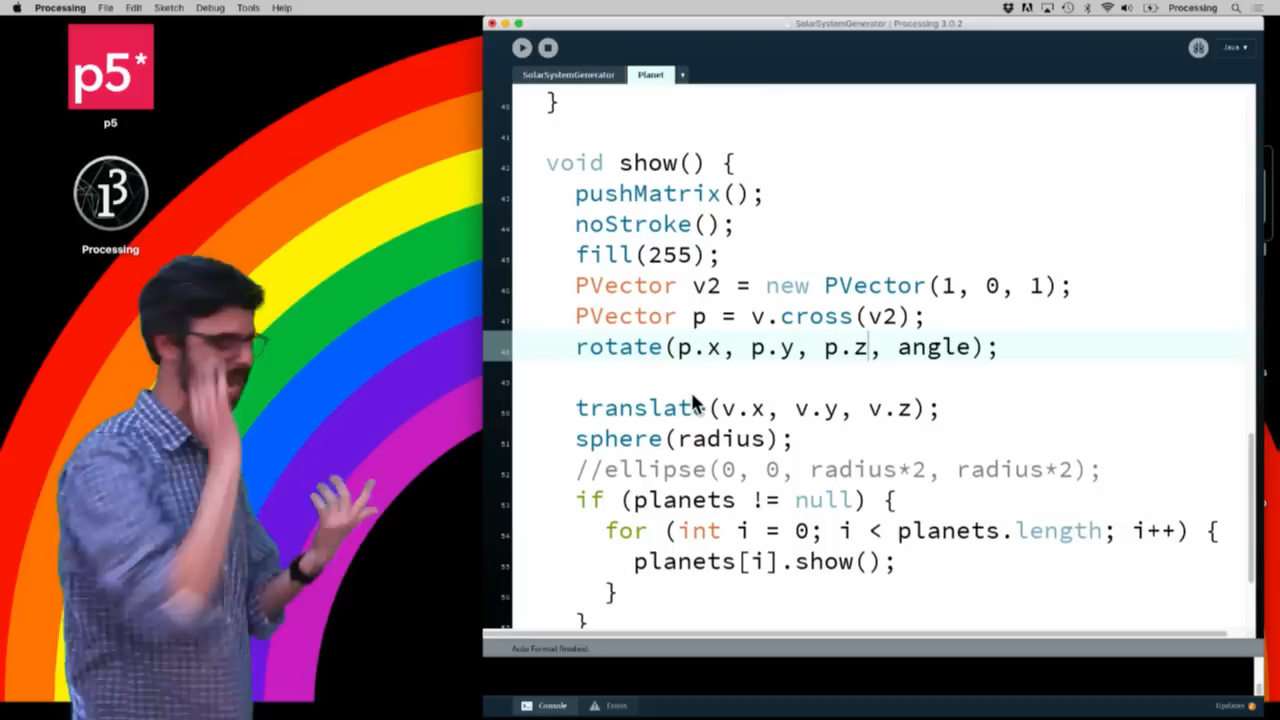 Processing File Edit Sketch Debug Tools Help Processing
SolarSystemGenerator | Processing 3.0.2
p5*
p5
Processing
Java
SolarSystemGenerator Planet
}
void show() {
pushMatrix();
noStroke();
fill(255);
PVector v2 = new PVector(1, 0, 1);
PVector p = v.cross(v2);
rotate(p.x, p.y, p.z, angle);
translate(v.x, v.y, v.z);
sphere(radius);
//ellipse(0, 0, radius*2, radius*2);
if (planets != null) {
for (int i = 0; i < planets.length; i++) {
planets[i].show();
}
}
Auto Format finished.
Console Errors Updates 2